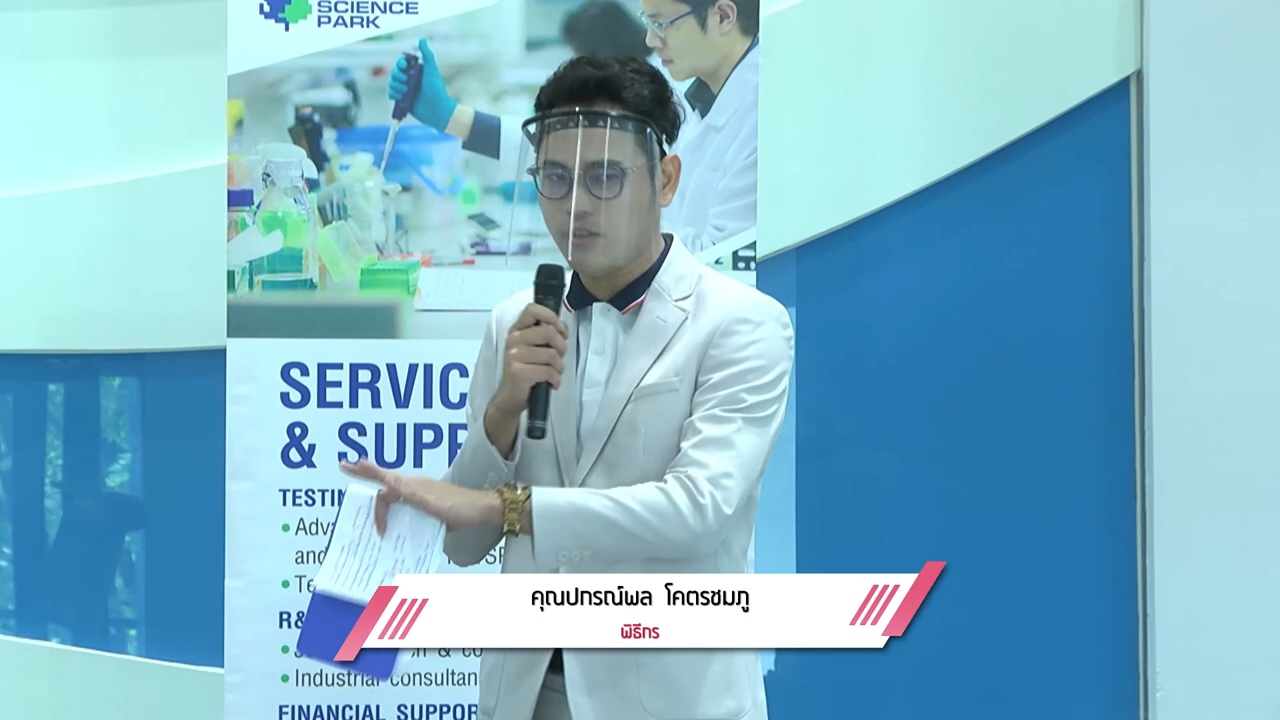 SCIENCE
PARK
SERVIC
& SUPP
TESTIN
• Adva
and
• Te
R&
• Industrial consultan
FINANCIAL SUPPOR
คุณปกรณ์พล โคตรชมภู
พิธีกร